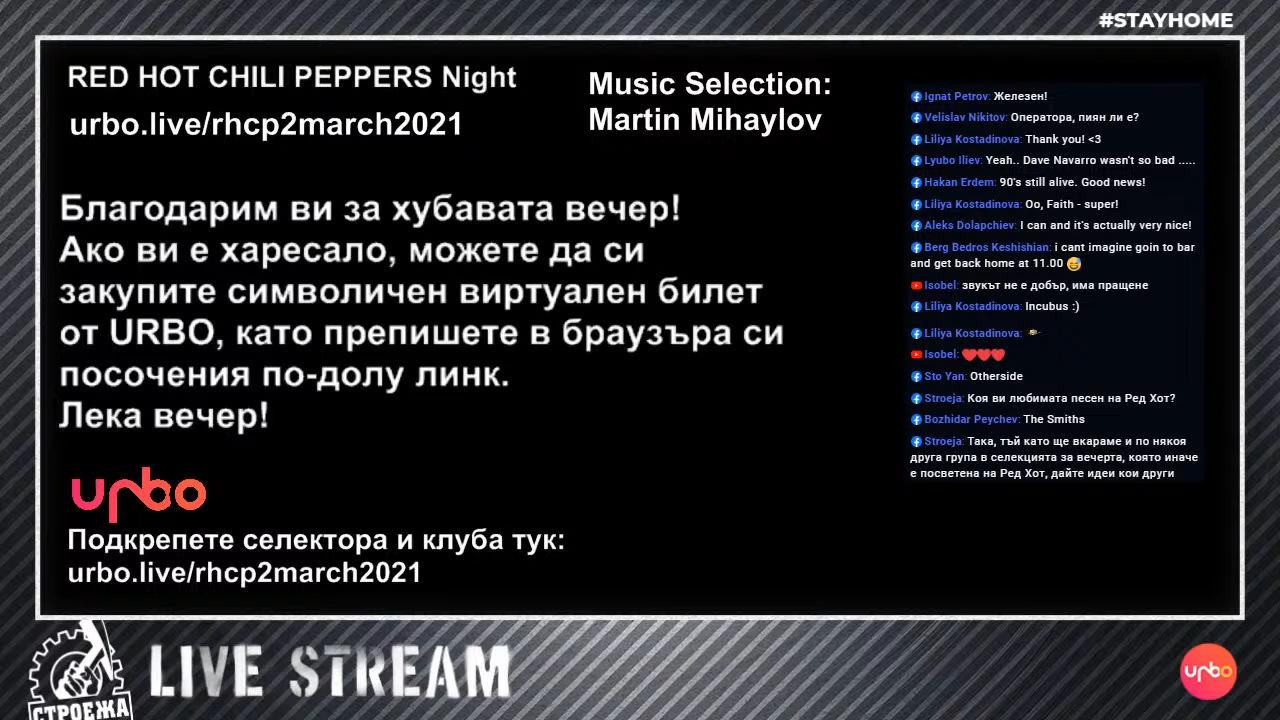 #STAYHOME
RED HOT CHILI PEPPERS Night
urbo.live/rhcp2march2021
Music Selection:
Martin Mihaylov
Благодарим ви за хубавата вечер!
Ако ви е харесало, можете да си
закупите символичен виртуален билет
от URBO, като препишете в браузъра си
посочения по-долу линк.
Лека вечер!
urbo
Подкрепете селектора и клуба тук:
urbo.live/rhcp2march2021
Ignat Petrov: Железен!
Velislav Nikitov: Оператора, пиян ли е?
Liliya Kostadinova: Thank you! <3
Lyubo Iliev: Yeah.. Dave Navarro wasn't so bad .....
Hakan Erdem: 90's still alive. Good news!
Liliya Kostadinova: Oo, Faith - super!
Aleks Dolapchiev: I can and it's actually very nice!
Berg Bedros Keshishian: i cant imagine goin to bar
and get back home at 11.00 😅
Isobel: звукът не е добър, има пращене
Liliya Kostadinova: Incubus :)
Liliya Kostadinova:
Isobel: ❤❤❤
Sto Yan: Otherside
Stroeja: Коя ви любимата песен на Ред Хот?
Bozhidar Peychev: The Smiths
Stroeja: Така, тъй като ще вкараме и по някоя
друга група в селекцията за вечерта, която иначе
е посветена на Ред Хот, дайте идеи кои други
СТРОЕЖА
LIVE STREAM
urbo